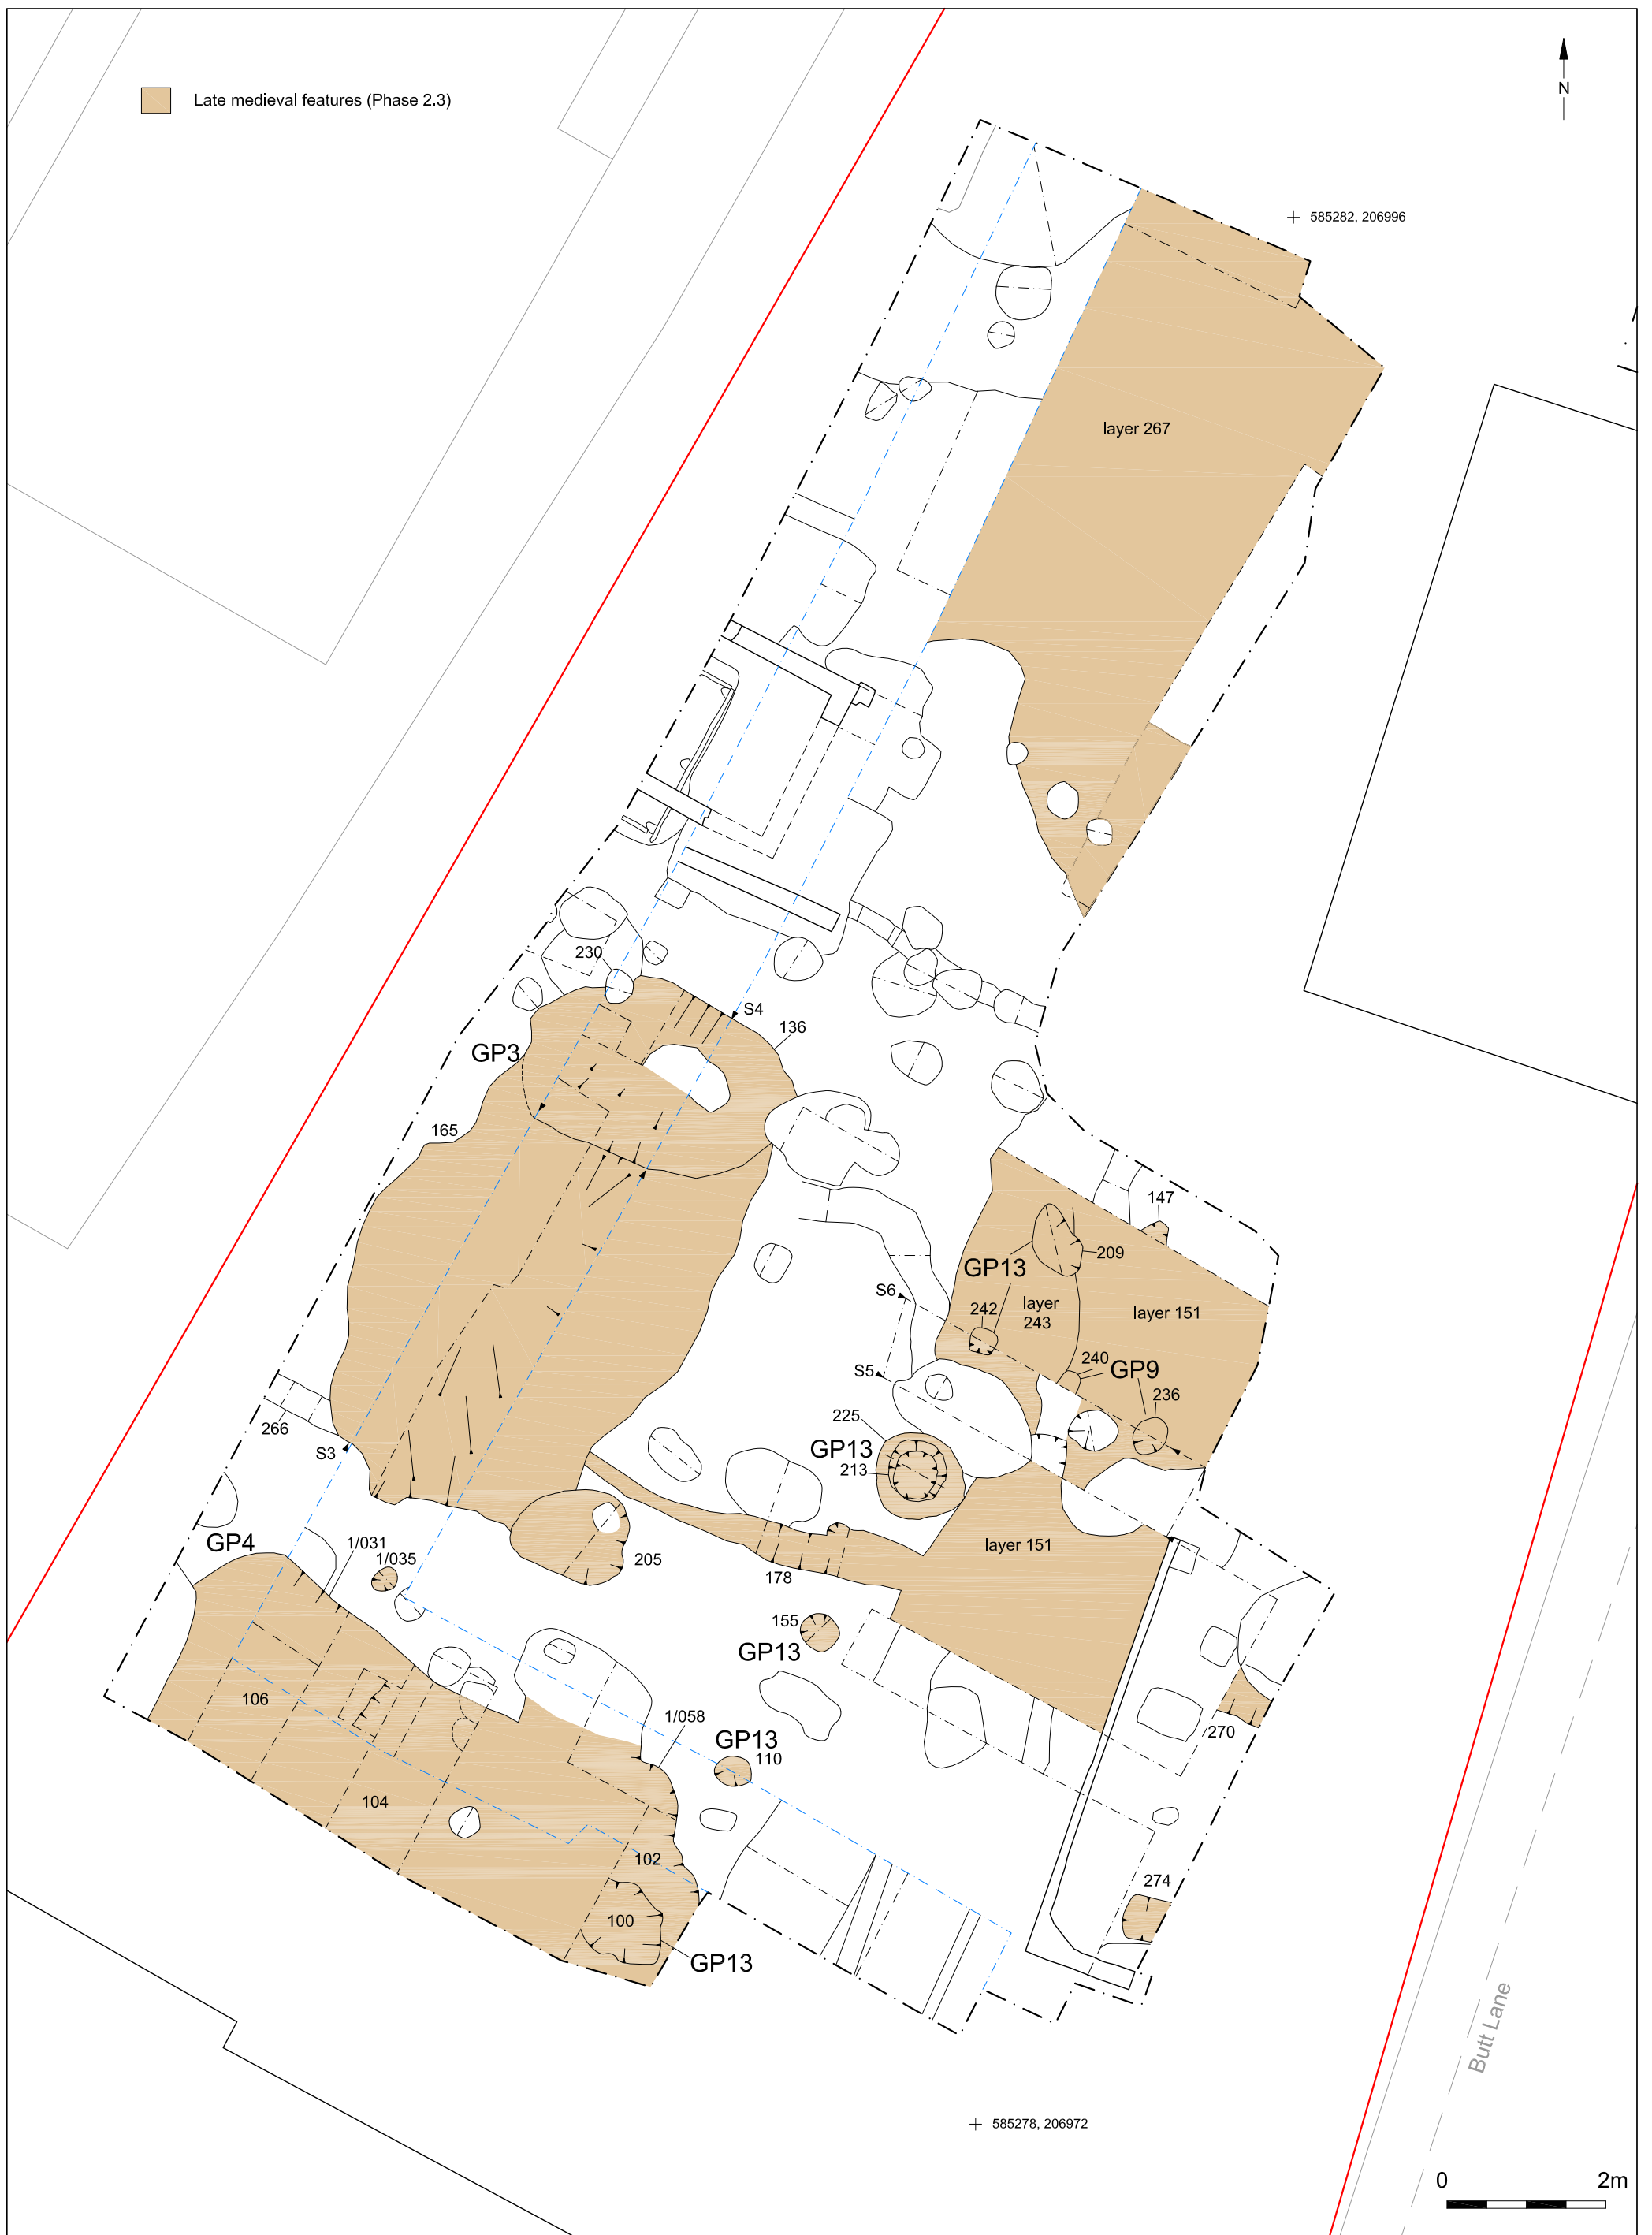 Late medieval features (Phase 2.3)
N
585282, 206996
layer 267
230
S4
136
GP3
165
147
209
GP13
S6
242
layer
243
layer 151
S5
240
GP9
236
225
GP13
213
266
S3
GP4
1/031
1/035
205
layer 151
178
155
GP13
106
1/058
GP13
110
270
104
102
100
GP13
274
Butt Lane
585278, 206972
0
2m